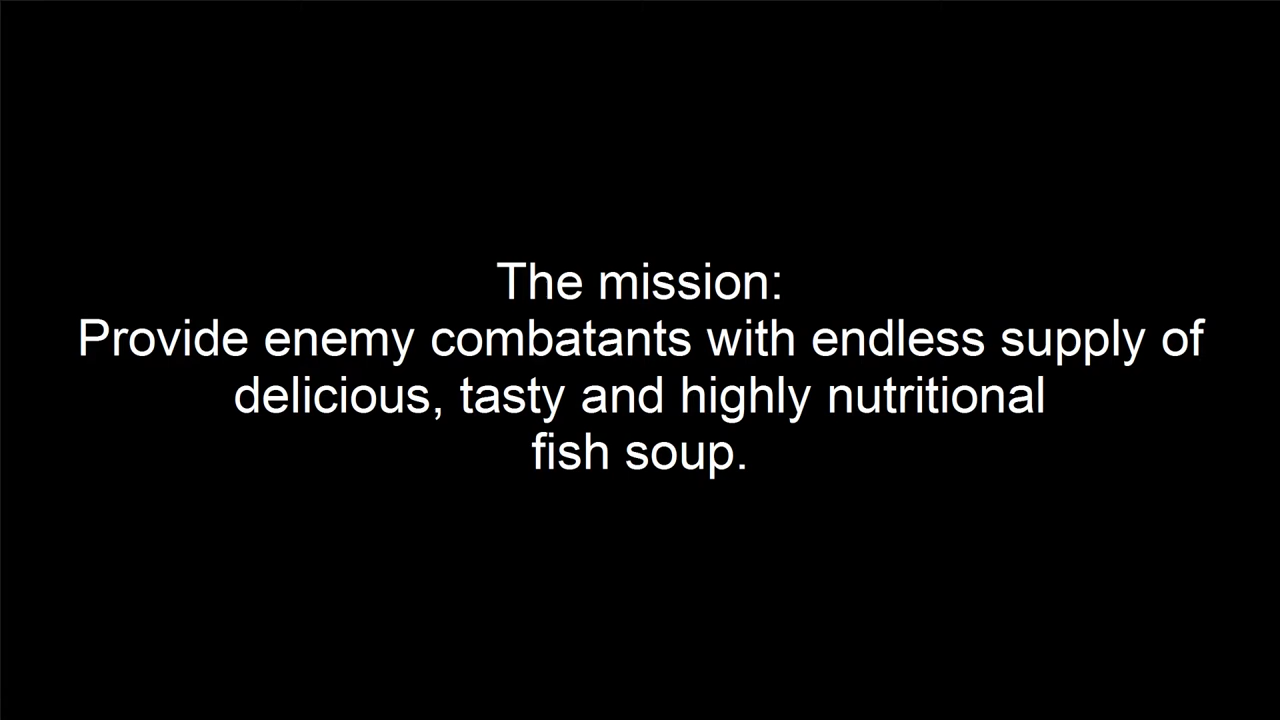 The mission:
Provide enemy combatants with endless supply of
delicious, tasty and highly nutritional
fish soup.